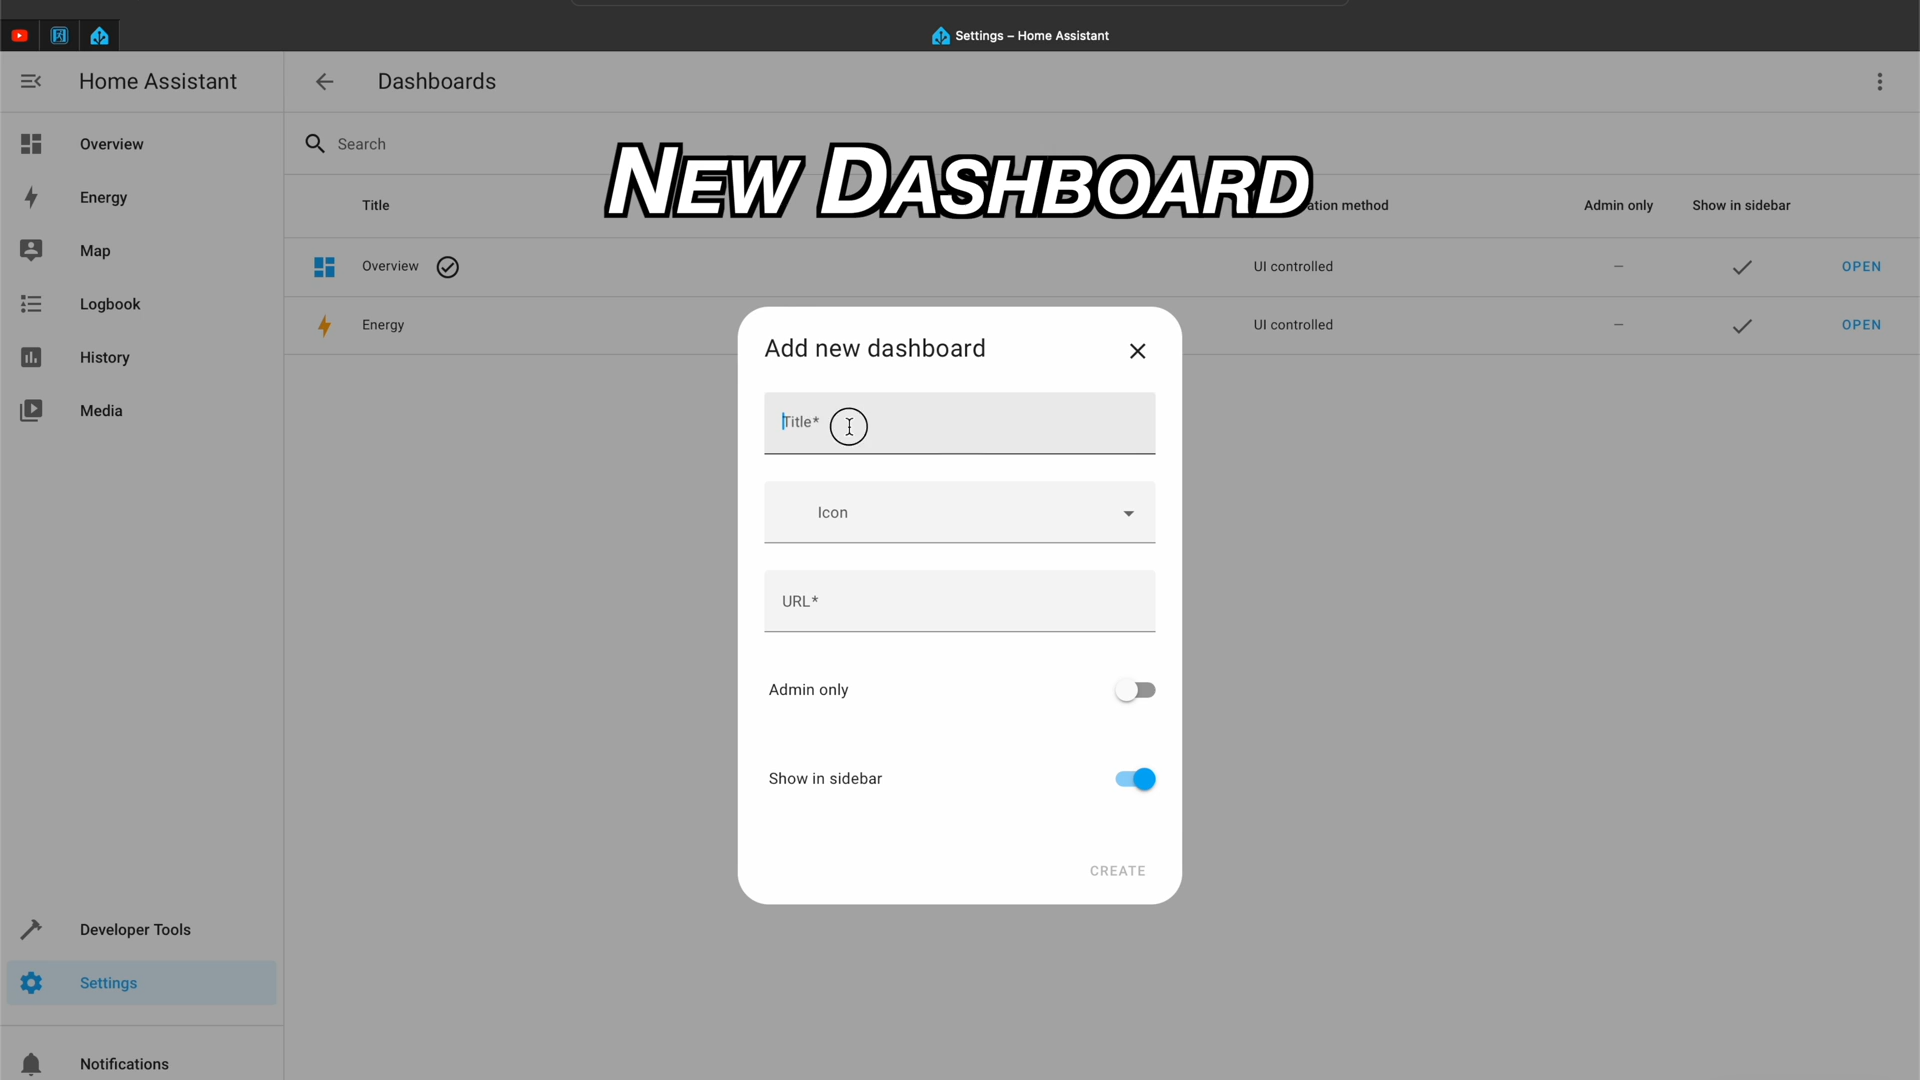 Settings – Home Assistant
Home Assistant
Dashboards
Overview
Search
NEW DASHBOARD
Energy
Title
ation method
Admin only
Show in sidebar
Map
Overview
UI controlled
–
OPEN
Logbook
Energy
UI controlled
–
OPEN
History
Media
Add new dashboard
Title*
Icon
URL*
Admin only
Show in sidebar
CREATE
Developer Tools
Settings
Notifications